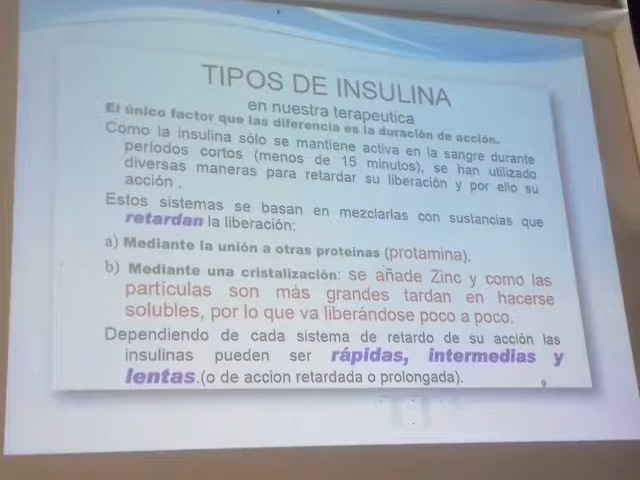 TIPOS DE INSULINA
en nuestra terapeutica
El único factor que las diferencia es la duración de acción.
Como la insulina sólo se mantiene activa en la sangre durante
períodos cortos (menos de 15 minutos), se han utilizado
diversas maneras para retardar su liberación y por ello su
acción .
Estos sistemas se basan en mezclarlas con sustancias que
retardan la liberación:
a) Mediante la unión a otras proteínas (protamina).
b) Mediante una cristalización: se añade Zinc y como las
partículas son más grandes tardan en hacerse
solubles, por lo que va liberándose poco a poco.
Dependiendo de cada sistema de retardo de su acción las
insulinas pueden ser rápidas, intermedias y
lentas.(o de accion retardada o prolongada).
9